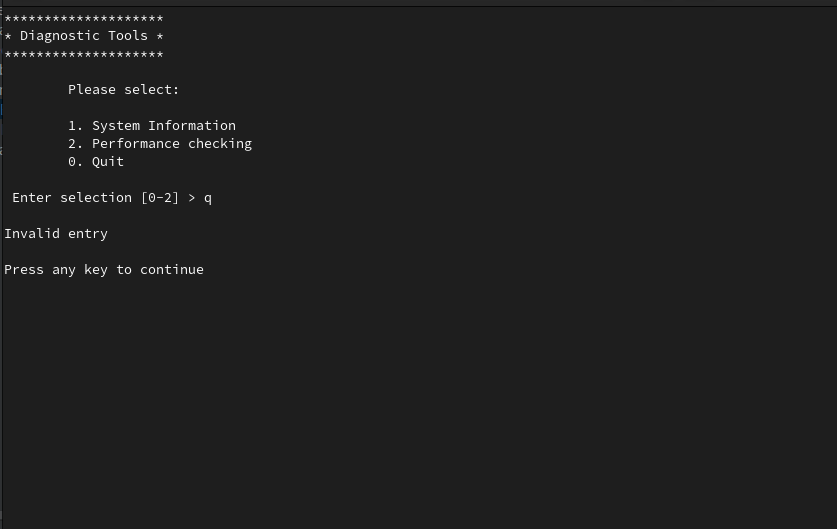 ********************
* Diagnostic Tools *
********************
Please select:
1. System Information
2. Performance checking
0. Quit
Enter selection [0-2] > q
Invalid entry
Press any key to continue